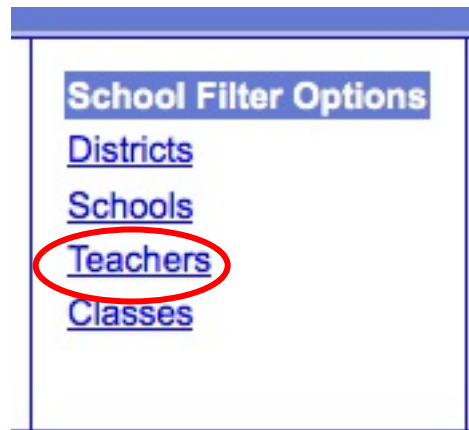 School Filter Options
Districts
Schools
Teachers
Classes